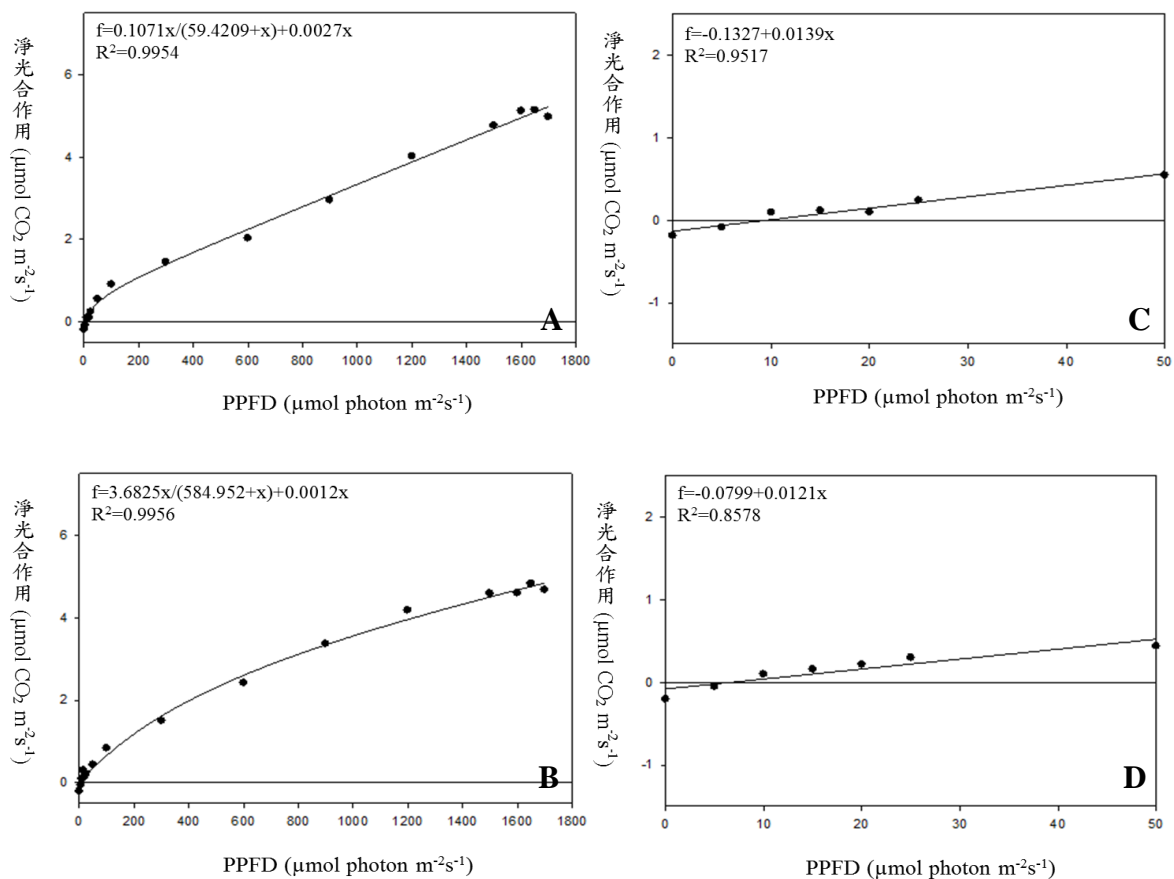 f=0.1071x/(59.4209+x)+0.0027x
R²=0.9954
淨光合作用 (µmol CO₂ m⁻²s⁻¹)
6
4
2
0
A
0 200 400 600 800 1000 1200 1400 1600 1800
PPFD (µmol photon m⁻²s⁻¹)
f=-0.1327+0.0139x
R²=0.9517
淨光合作用 (µmol CO₂ m⁻²s⁻¹)
2
1
0
-1
C
0 10 20 30 40 50
PPFD (µmol photon m⁻²s⁻¹)
f=3.6825x/(584.952+x)+0.0012x
R²=0.9956
淨光合作用 (µmol CO₂ m⁻²s⁻¹)
6
4
2
0
B
0 200 400 600 800 1000 1200 1400 1600 1800
PPFD (µmol photon m⁻²s⁻¹)
f=-0.0799+0.0121x
R²=0.8578
淨光合作用 (µmol CO₂ m⁻²s⁻¹)
2
1
0
-1
D
0 10 20 30 40 50
PPFD (µmol photon m⁻²s⁻¹)